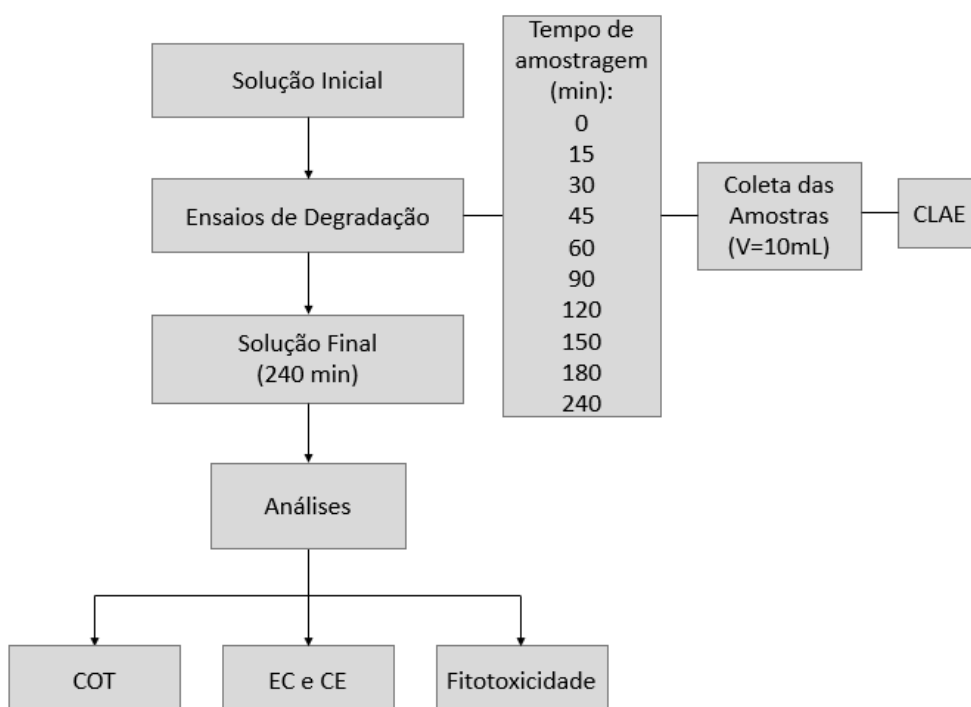 Solução Inicial
Ensaios de Degradação
Tempo de
amostragem
(min):
0
15
30
45
60
90
120
150
180
240
Coleta das
Amostras
(V=10mL)
CLAE
Solução Final
(240 min)
Análises
COT
EC e CE
Fitotoxicidade